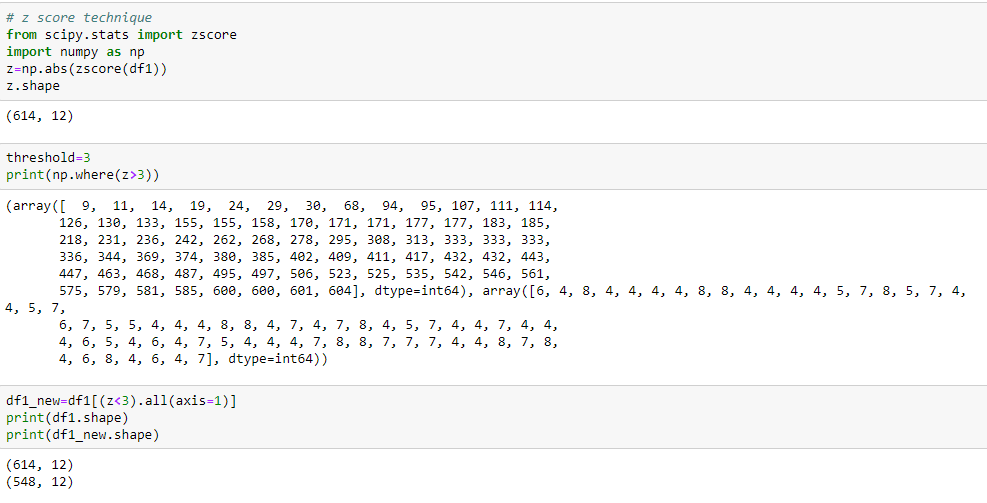 # z score technique
from scipy.stats import zscore
import numpy as np
z=np.abs(zscore(df1))
z.shape
(614, 12)
threshold=3
print(np.where(z>3))
(array([  9,  11,  14,  19,  24,  29,  30,  68,  94,  95, 107, 111, 114,
       126, 130, 133, 155, 155, 158, 170, 171, 171, 177, 177, 183, 185,
       218, 231, 236, 242, 262, 268, 278, 295, 308, 313, 333, 333, 333,
       336, 344, 369, 374, 380, 385, 402, 409, 411, 417, 432, 432, 443,
       447, 463, 468, 487, 495, 497, 506, 523, 525, 535, 542, 546, 561,
       575, 579, 581, 585, 600, 600, 601, 604], dtype=int64), array([6, 4, 8, 4, 4, 4, 4, 8, 8, 4, 4, 4, 4, 5, 7, 8, 5, 7, 4,
4, 5, 7,
       6, 7, 5, 5, 4, 4, 4, 8, 8, 4, 7, 4, 7, 8, 4, 5, 7, 4, 4, 7, 4, 4,
       4, 6, 5, 4, 6, 4, 7, 5, 4, 4, 4, 7, 8, 8, 7, 7, 7, 4, 4, 8, 7, 8,
       4, 6, 8, 4, 6, 4, 7], dtype=int64))
df1_new=df1[(z<3).all(axis=1)]
print(df1.shape)
print(df1_new.shape)
(614, 12)
(548, 12)